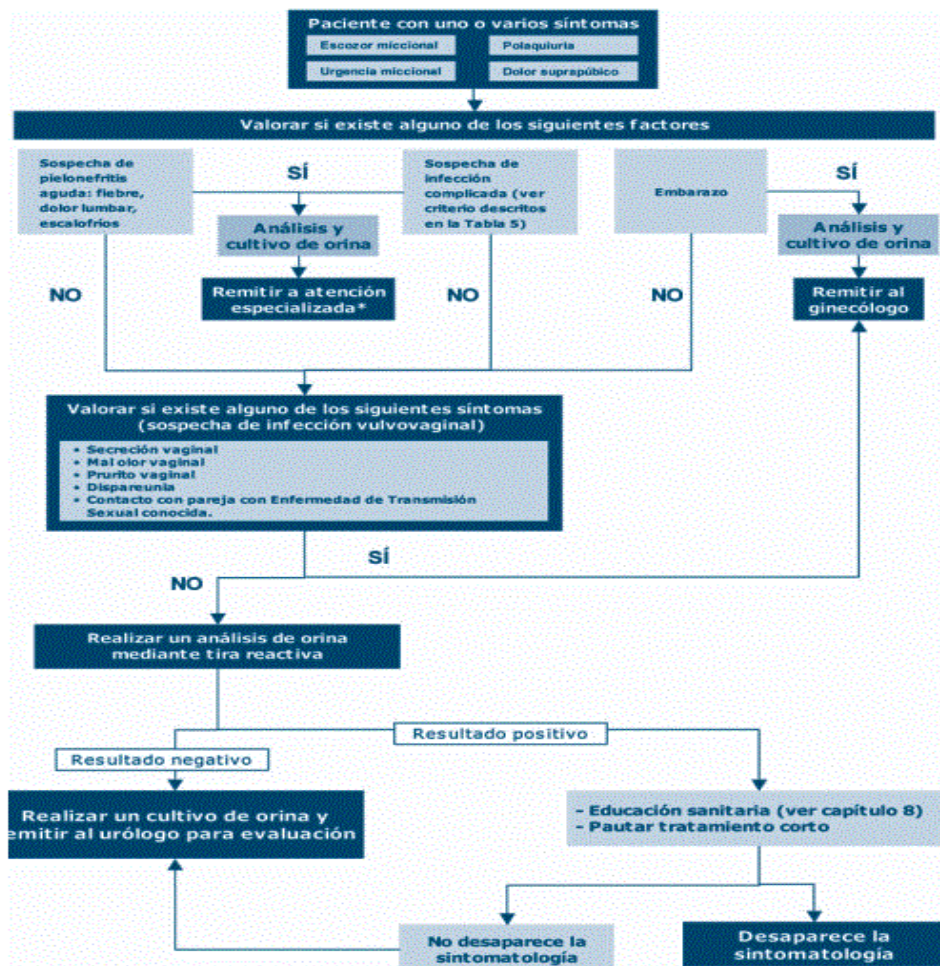 Paciente con uno o varios síntomas
Escozor miccional
Polaquiuria
Urgencia miccional
Dolor suprapúbico
Valorar si existe alguno de los siguientes factores
Sospecha de
pielonefritis
aguda: fiebre,
dolor lumbar,
escalofríos
SÍ
Sospecha de
infección
complicada (ver
criterio descritos
en la Tabla 5)
Embarazo
SÍ
Análisis y
cultivo de orina
Análisis y
cultivo de orina
NO
Remitir a atención
especializada*
NO
NO
Remitir al
ginecólogo
Valorar si existe alguno de los siguientes síntomas
(sospecha de infección vulvovaginal)
• Secreción vaginal
• Mal olor vaginal
• Prurito vaginal
• Dispareunia
• Contacto con pareja con Enfermedad de Transmisión
Sexual conocida.
SÍ
NO
Realizar un análisis de orina
mediante tira reactiva
Resultado positivo
Resultado negativo
Realizar un cultivo de orina y
emitir al urólogo para evaluación
- Educación sanitaria (ver capítulo 8)
- Pautar tratamiento corto
No desaparece la
sintomatología
Desaparece la
sintomatología